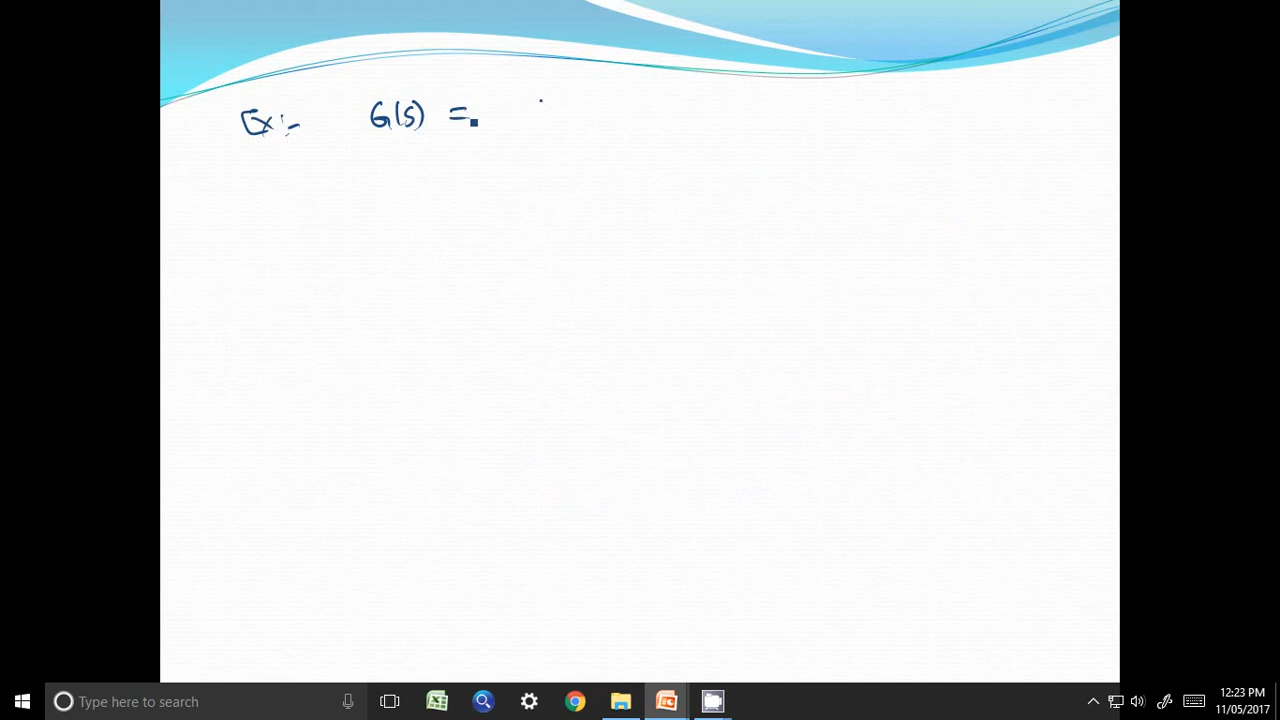 Ex:- G(s) =
Type here to search
12:23 PM
11/05/2017